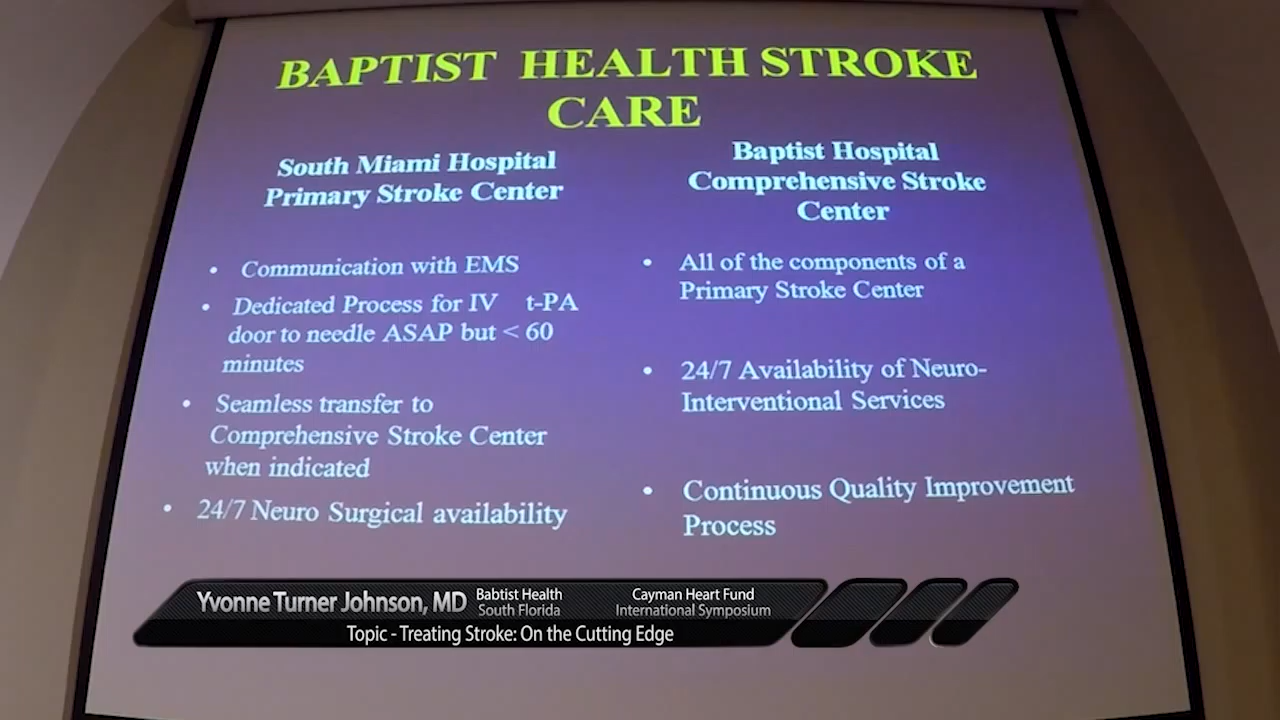 BAPTIST HEALTH STROKE
CARE
South Miami Hospital
Primary Stroke Center
• Communication with EMS
• Dedicated Process for IV t-PA
door to needle ASAP but < 60
minutes
• Seamless transfer to
Comprehensive Stroke Center
when indicated
• 24/7 Neuro Surgical availability
Baptist Hospital
Comprehensive Stroke
Center
• All of the components of a
Primary Stroke Center
• 24/7 Availability of Neuro-
Interventional Services
• Continuous Quality Improvement
Process
Yvonne Turner Johnson, MD
Babtist Health
South Florida
Cayman Heart Fund
International Symposium
Topic - Treating Stroke: On the Cutting Edge